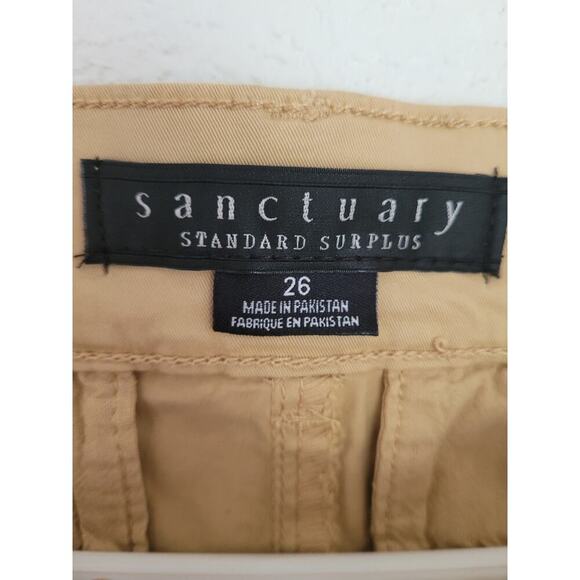 sanctuary
STANDARD SURPLUS
26
MADE IN PAKISTAN
FABRIQUE EN PAKISTAN